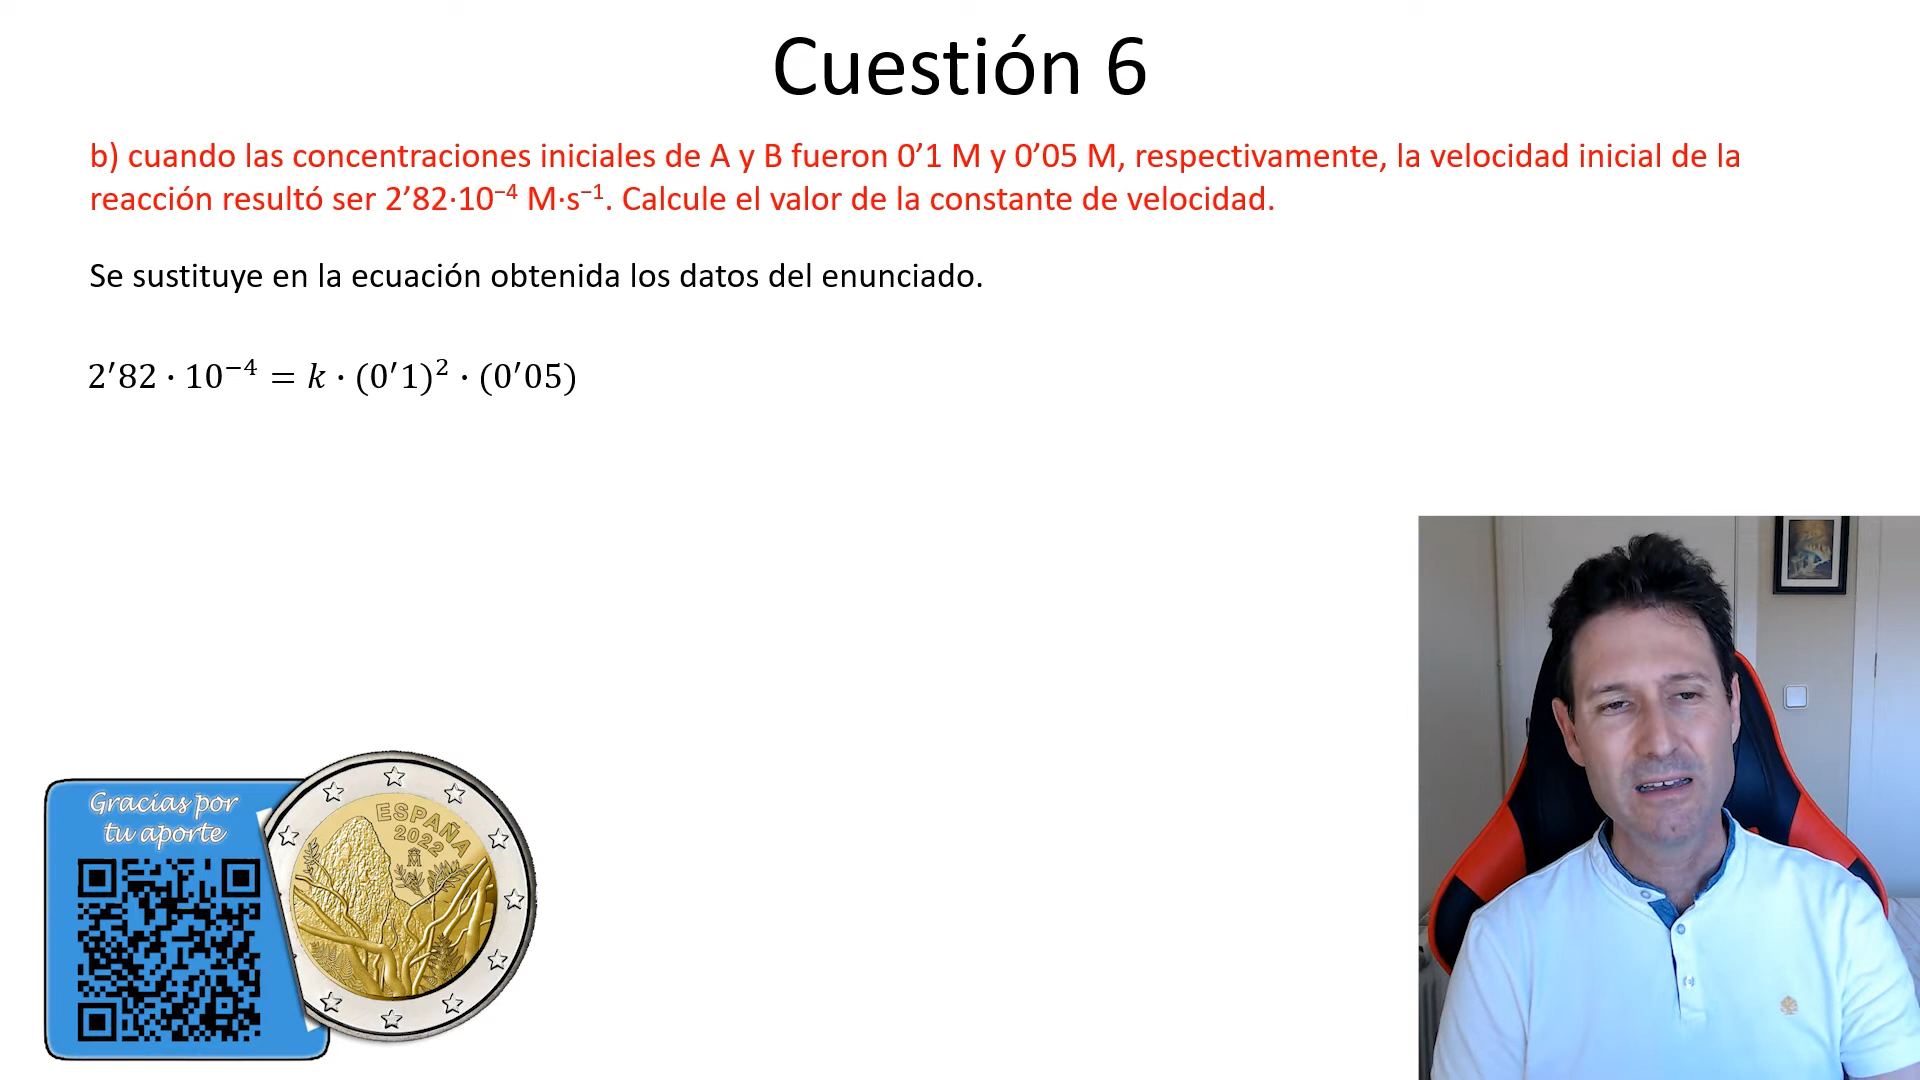 Cuestión 6
b) cuando las concentraciones iniciales de A y B fueron 0’1 M y 0’05 M, respectivamente, la velocidad inicial de la
reacción resultó ser 2’82·10⁻⁴ M·s⁻¹. Calcule el valor de la constante de velocidad.
Se sustituye en la ecuación obtenida los datos del enunciado.
2′82 · 10⁻⁴ = k · (0′1)² · (0′05)
Gracias por
tu aporte
ESPAÑA
2022